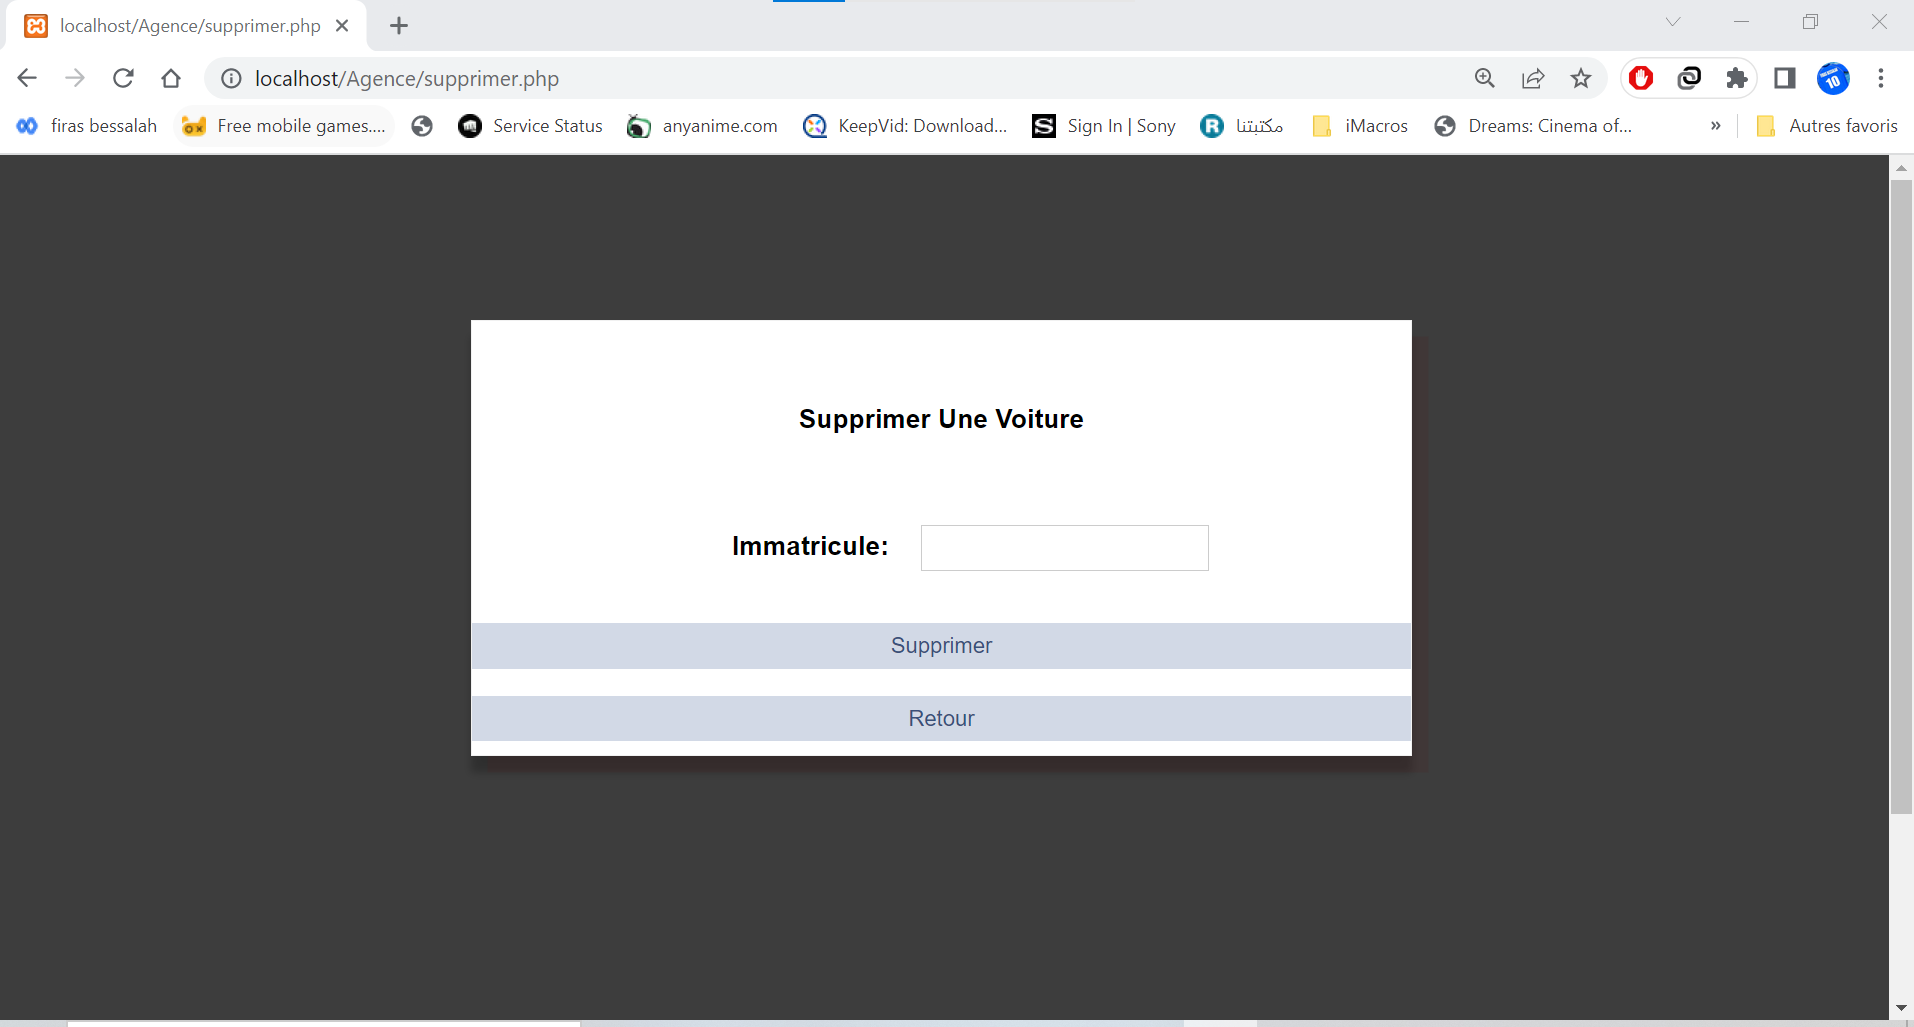 localhost/Agence/supprimer.php
localhost/Agence/supprimer.php
firas bessalah
Free mobile games....
Service Status
anyanime.com
KeepVid: Download...
Sign In | Sony
مكتبتنا
iMacros
Dreams: Cinema of...
»
Autres favoris
Supprimer Une Voiture
Immatricule:
Supprimer
Retour